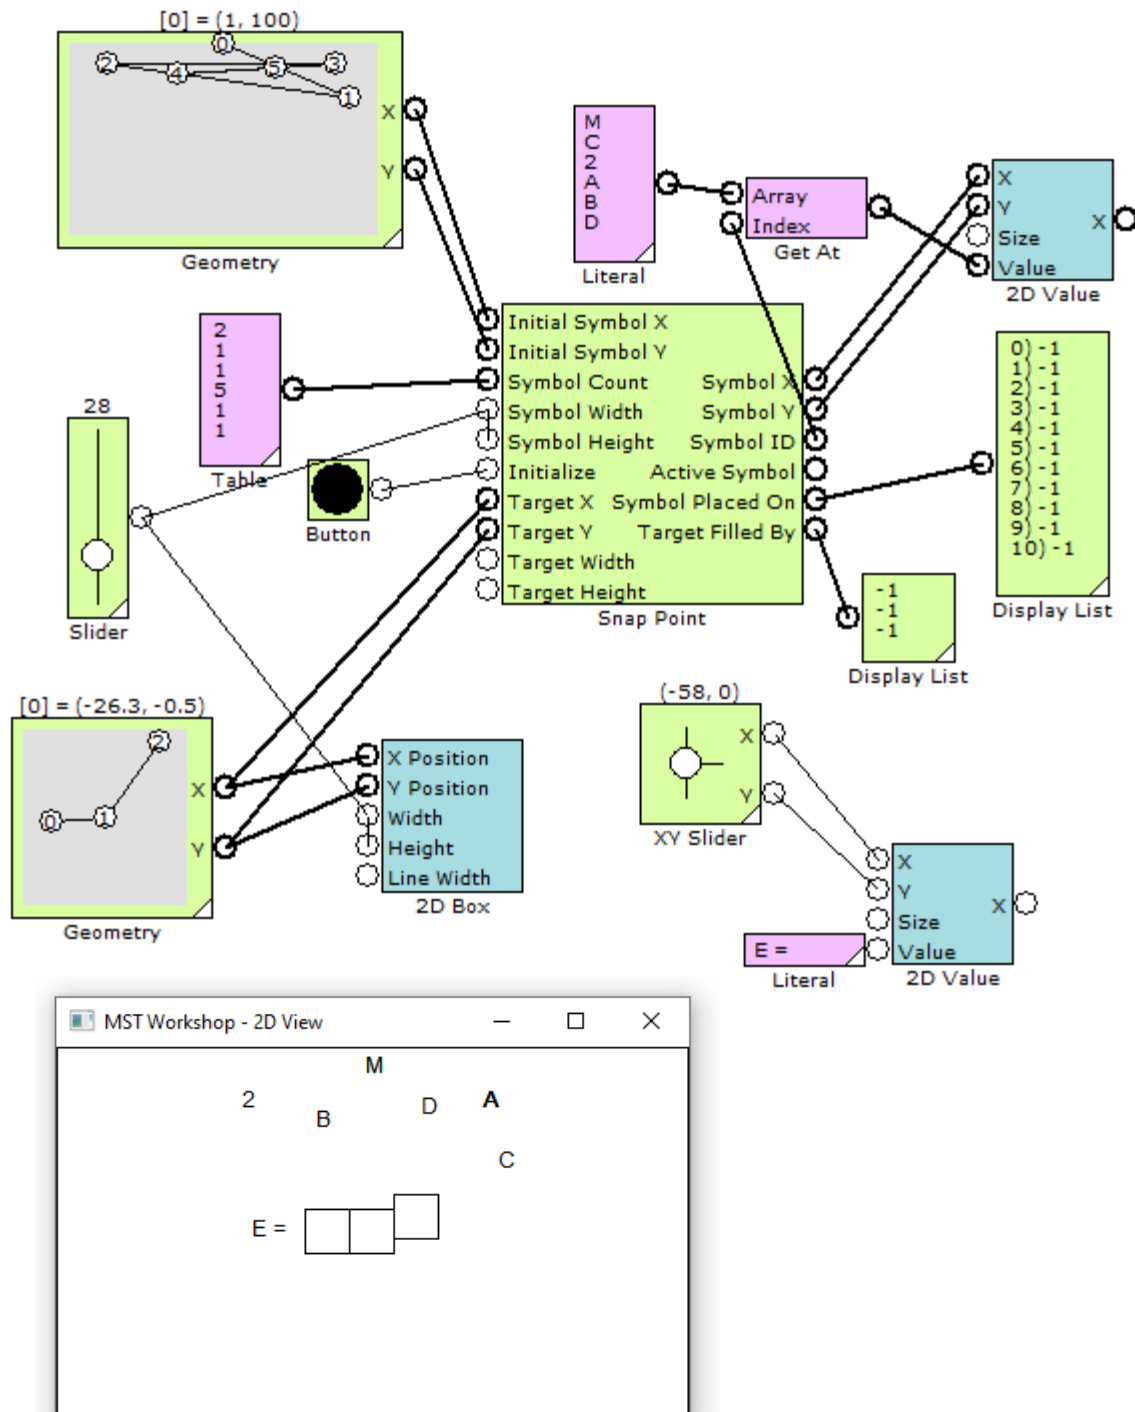 [0] = (1, 100)
0
2
4
5
3
1
X
Y
Geometry
M
C
2
A
B
D
Literal
Array
Index
Get At
X
Y
Size
Value
X
2D Value
2
1
1
5
1
1
Table
28
Slider
Button
Initial Symbol X
Initial Symbol Y
Symbol Count
Symbol Width
Symbol Height
Initialize
Target X
Target Y
Target Width
Target Height
Symbol X
Symbol Y
Symbol ID
Active Symbol
Symbol Placed On
Target Filled By
Snap Point
0) -1
1) -1
2) -1
3) -1
4) -1
5) -1
6) -1
7) -1
8) -1
9) -1
10) -1
Display List
-1
-1
-1
Display List
[0] = (-26.3, -0.5)
2
0
1
X
Y
Geometry
X Position
Y Position
Width
Height
Line Width
2D Box
(-58, 0)
X
Y
XY Slider
X
Y
Size
Value
X
2D Value
E =
Literal
MST Workshop - 2D View
M
2
B
D
A
C
E =